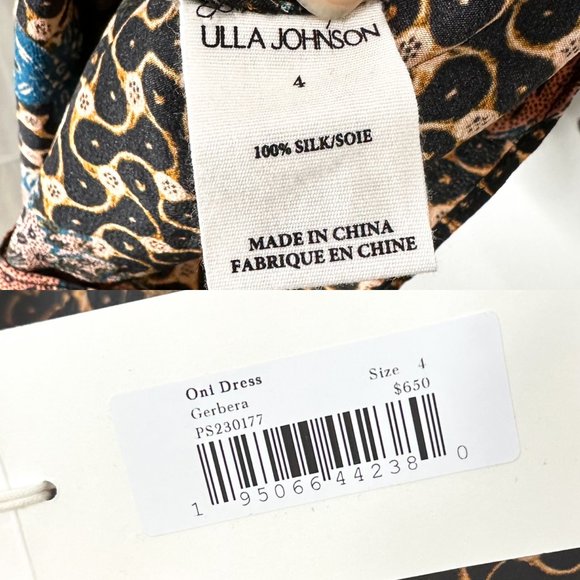 ULLA JOHNSON
4
100% SILK/SOIE
MADE IN CHINA
FABRIQUE EN CHINE
Oni Dress Size 4
Gerbera $650
PS230177
1 95066 44238 0